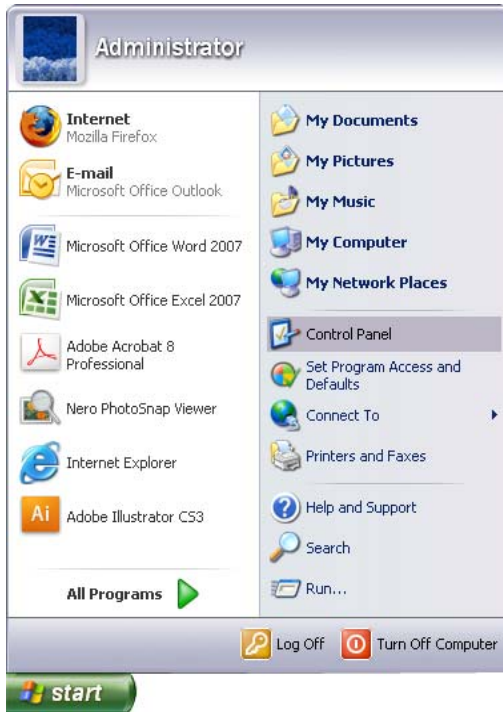 Administrator
Internet
Mozilla Firefox
E-mail
Microsoft Office Outlook
Microsoft Office Word 2007
Microsoft Office Excel 2007
Adobe Acrobat 8
Professional
Nero PhotoSnap Viewer
Internet Explorer
Ai
Adobe Illustrator CS3
All Programs
My Documents
My Pictures
My Music
My Computer
My Network Places
Control Panel
Set Program Access and
Defaults
Connect To
Printers and Faxes
Help and Support
Search
Run...
Log Off
Turn Off Computer
start